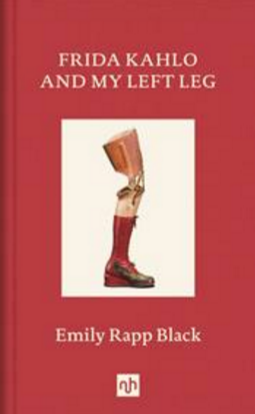 FRIDA KAHLO
AND MY LEFT LEG
Emily Rapp Black
nh